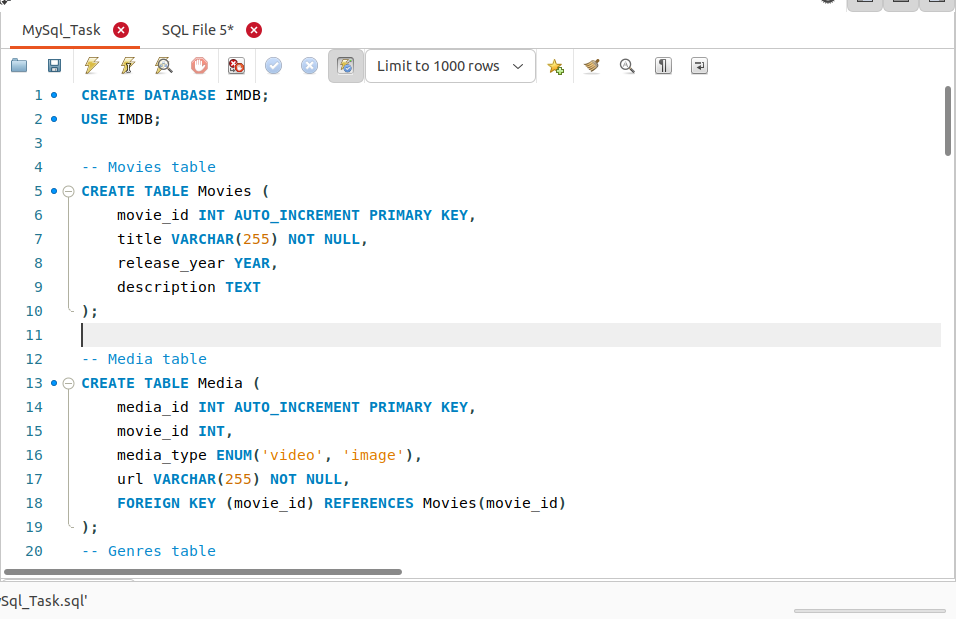 MySql_Task SQL File 5*
Limit to 1000 rows
1 CREATE DATABASE IMDB;
2 USE IMDB;
3
4 -- Movies table
5 CREATE TABLE Movies (
6 movie_id INT AUTO_INCREMENT PRIMARY KEY,
7 title VARCHAR(255) NOT NULL,
8 release_year YEAR,
9 description TEXT
10 );
11
12 -- Media table
13 CREATE TABLE Media (
14 media_id INT AUTO_INCREMENT PRIMARY KEY,
15 movie_id INT,
16 media_type ENUM('video', 'image'),
17 url VARCHAR(255) NOT NULL,
18 FOREIGN KEY (movie_id) REFERENCES Movies(movie_id)
19 );
20 -- Genres table
Sql_Task.sql'